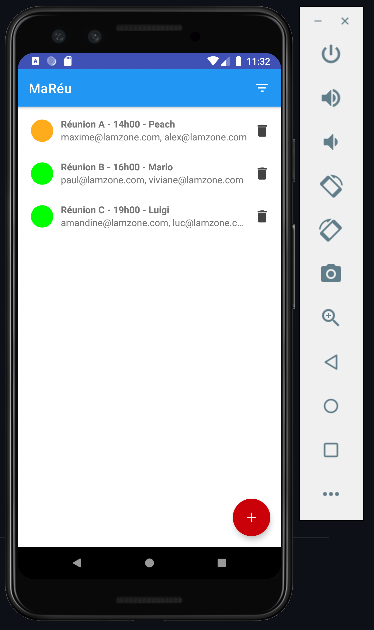 11:32
MaRéu
Réunion A - 14h00 - Peach
maxime@lamzone.com, alex@lamzone.com
Réunion B - 16h00 - Mario
paul@lamzone.com, viviane@lamzone.com
Réunion C - 19h00 - Luigi
amandine@lamzone.com, luc@lamzone.c...